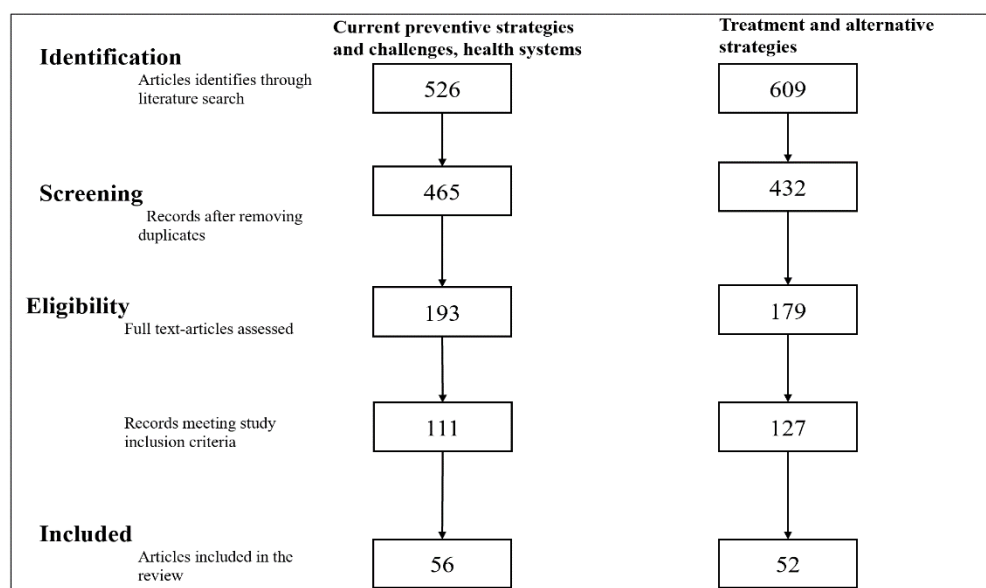 Current preventive strategies
and challenges, health systems
Treatment and alternative
strategies
Identification
Articles identifies through
literature search
526
609
Screening
Records after removing
duplicates
465
432
Eligibility
Full text-articles assessed
193
179
Records meeting study
inclusion criteria
111
127
Included
Articles included in the
review
56
52